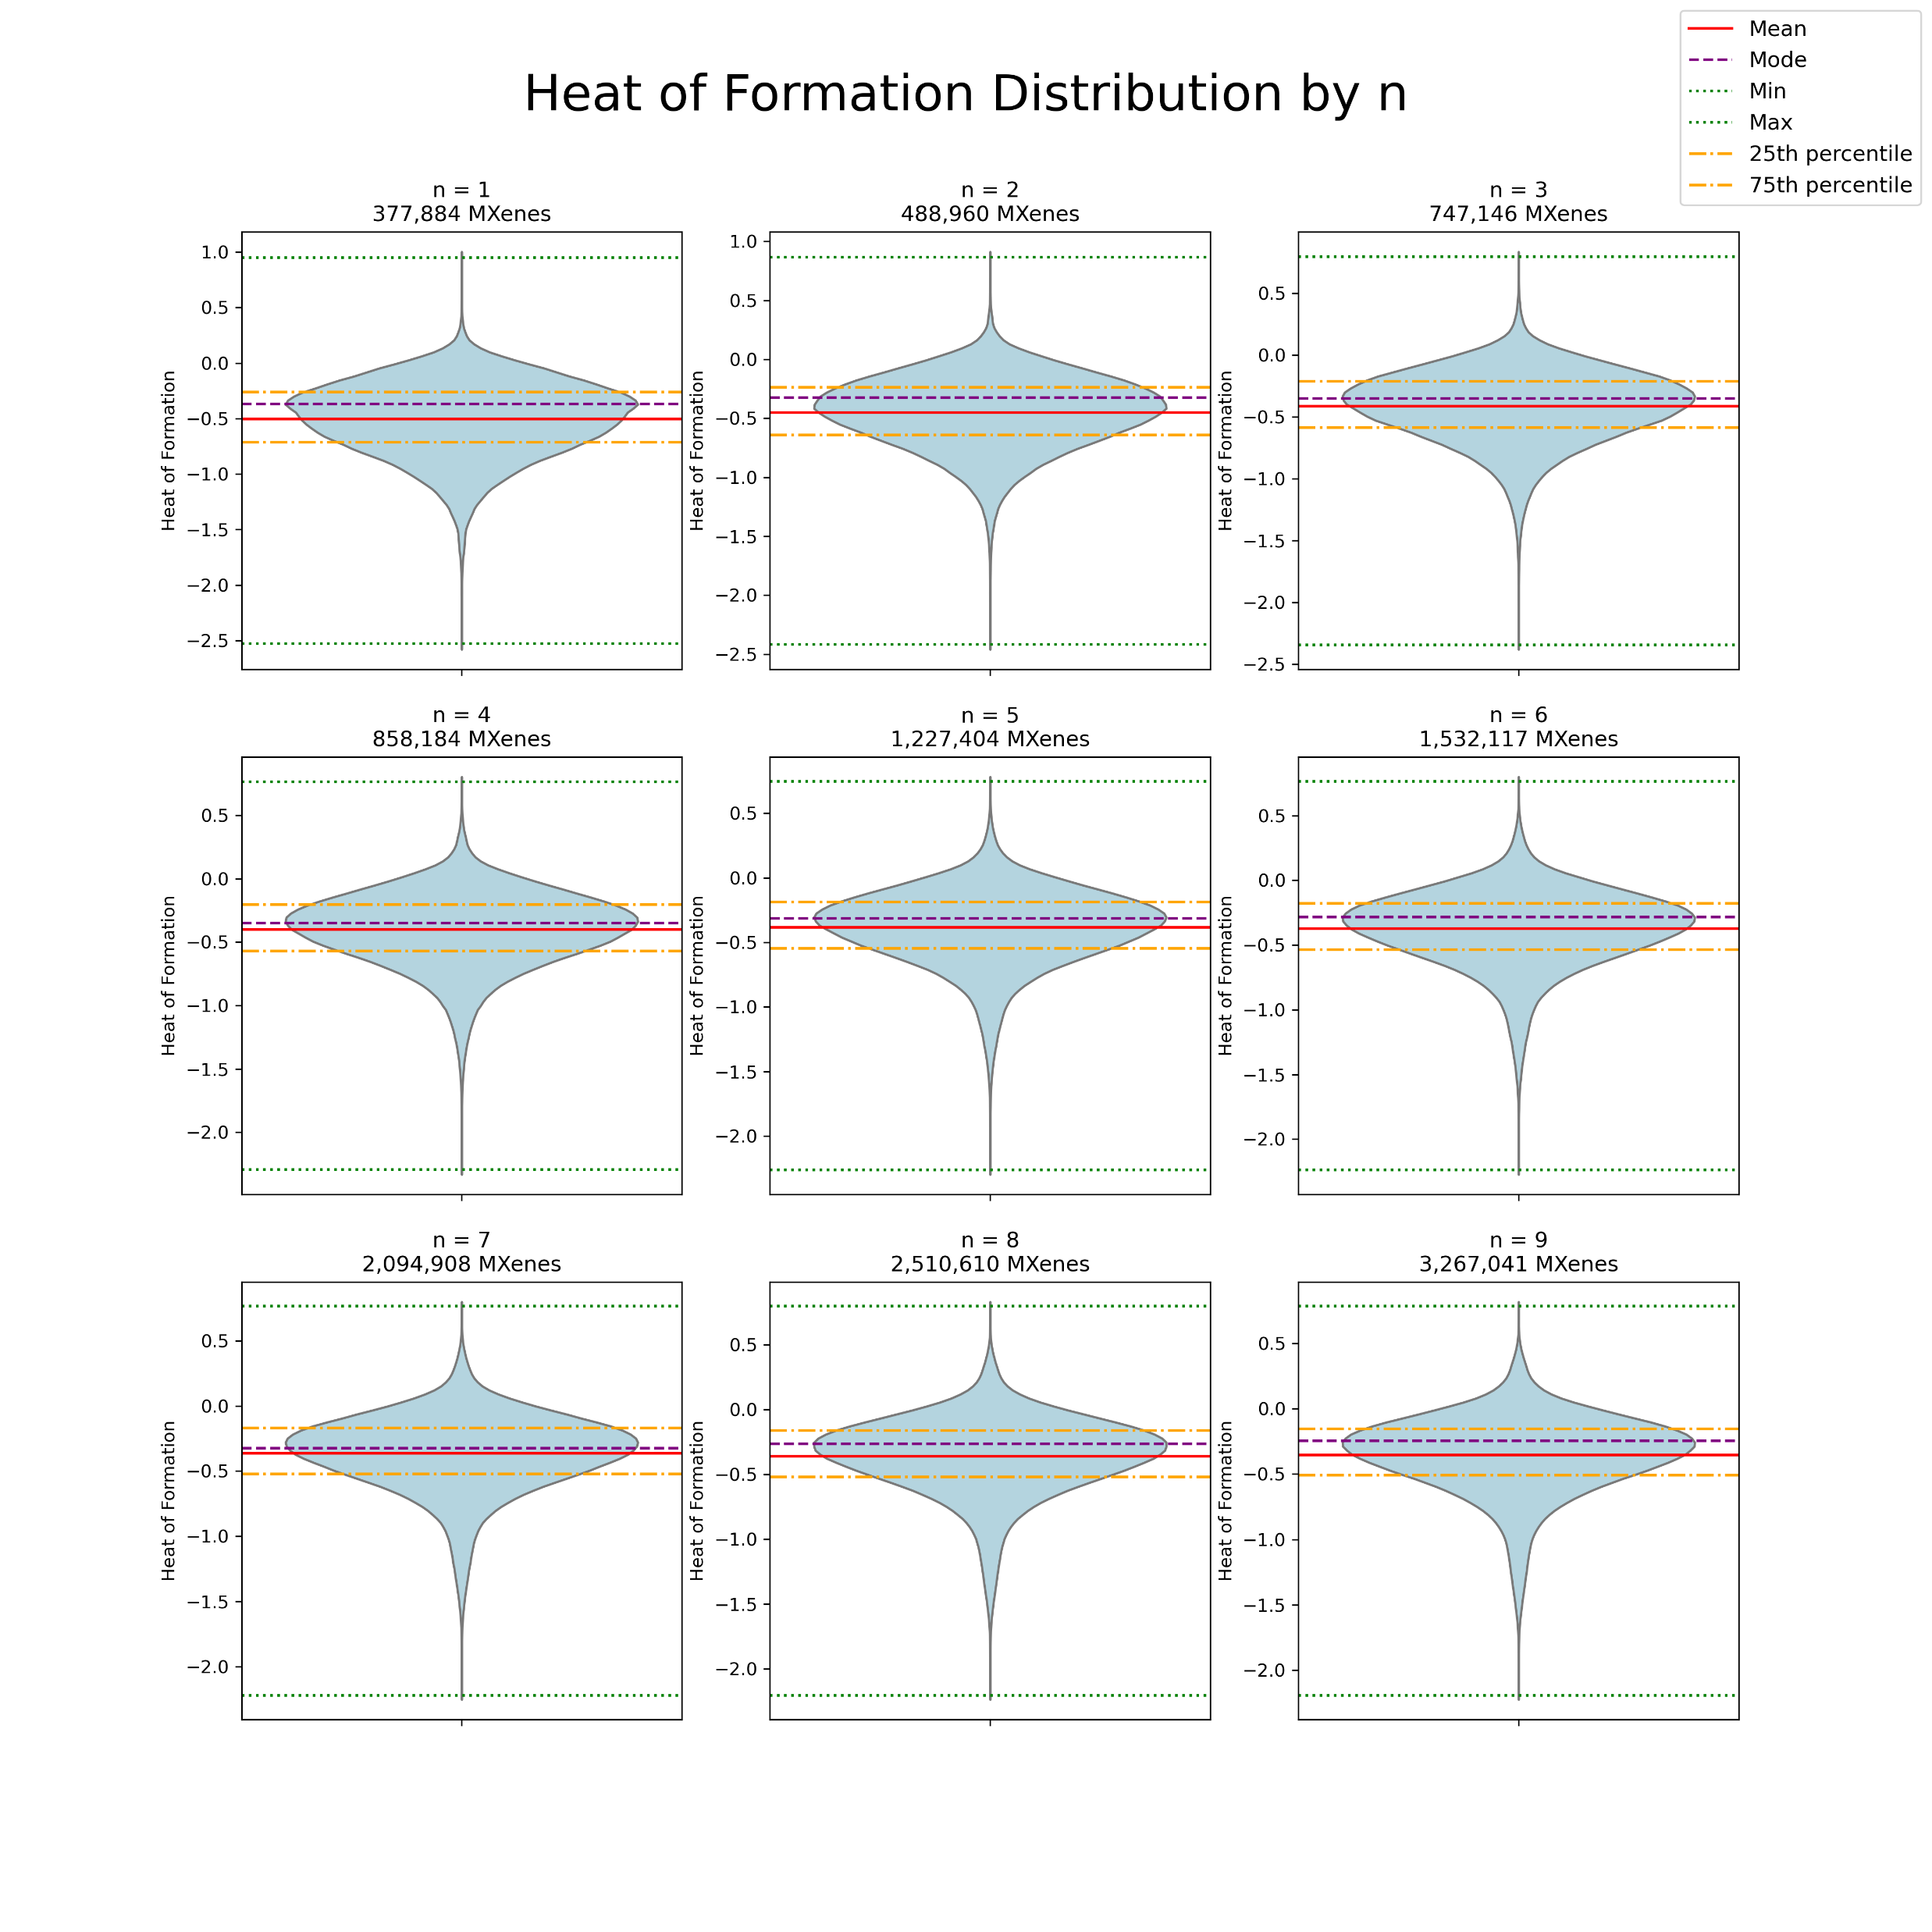 Mean
Mode
Min
Max
25th percentile
75th percentile
Heat of Formation Distribution by n
n = 1
377,884 MXenes
1.0
0.5
0.0
−0.5
−1.0
−1.5
−2.0
−2.5
Heat of Formation
n = 2
488,960 MXenes
1.0
0.5
0.0
−0.5
−1.0
−1.5
−2.0
−2.5
Heat of Formation
n = 3
747,146 MXenes
0.5
0.0
−0.5
−1.0
−1.5
−2.0
−2.5
Heat of Formation
n = 4
858,184 MXenes
0.5
0.0
−0.5
−1.0
−1.5
−2.0
Heat of Formation
n = 5
1,227,404 MXenes
0.5
0.0
−0.5
−1.0
−1.5
−2.0
Heat of Formation
n = 6
1,532,117 MXenes
0.5
0.0
−0.5
−1.0
−1.5
−2.0
Heat of Formation
n = 7
2,094,908 MXenes
0.5
0.0
−0.5
−1.0
−1.5
−2.0
Heat of Formation
n = 8
2,510,610 MXenes
0.5
0.0
−0.5
−1.0
−1.5
−2.0
Heat of Formation
n = 9
3,267,041 MXenes
0.5
0.0
−0.5
−1.0
−1.5
−2.0
Heat of Formation